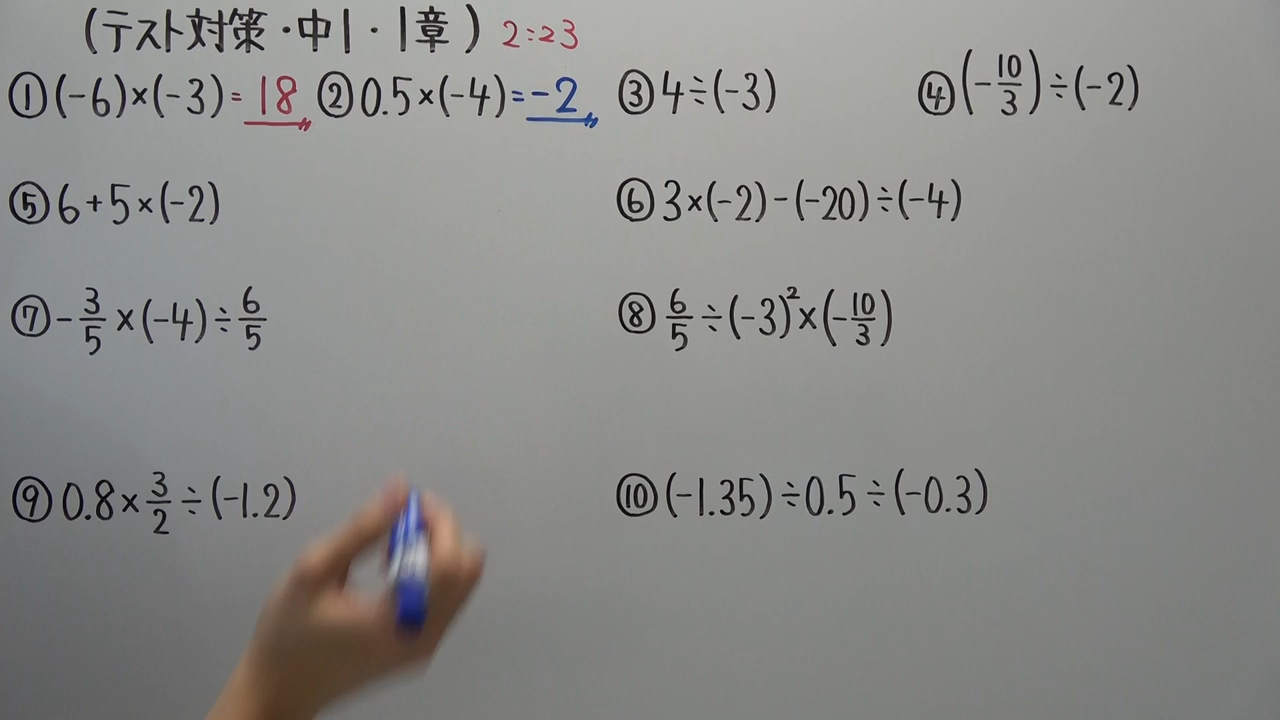 (テスト対策・中1・1章) 2:23
①(-6)×(-3)=18 ②0.5×(-4)=-2 ③4÷(-3) ④(-10/3)÷(-2)
⑤6+5×(-2) ⑥3×(-2)-(-20)÷(-4)
⑦-3/5×(-4)÷6/5 ⑧6/5÷(-3)²×(-10/3)
⑨0.8×3/2÷(-1.2) ⑩(-1.35)÷0.5÷(-0.3)